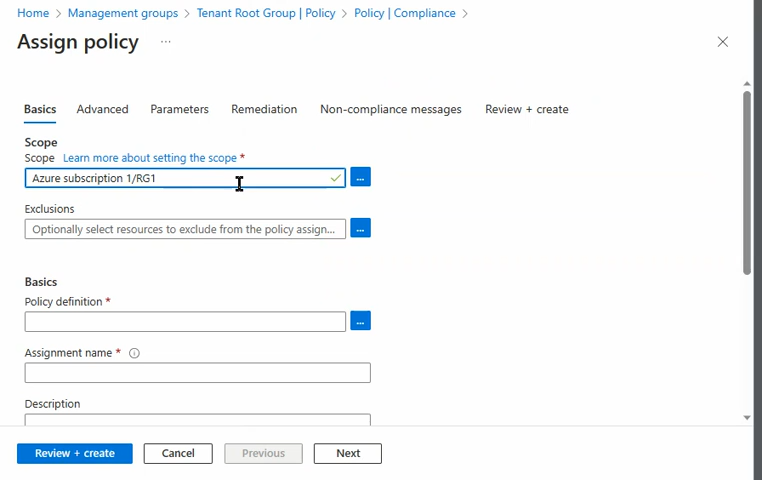 Home > Management groups > Tenant Root Group | Policy > Policy | Compliance >
Assign policy ...
Basics Advanced Parameters Remediation Non-compliance messages Review + create
Scope
Scope Learn more about setting the scope *
Azure subscription 1/RG1 ...
Exclusions
Optionally select resources to exclude from the policy assign... ...
Basics
Policy definition *
...
Assignment name *
Description
Review + create Cancel Previous Next